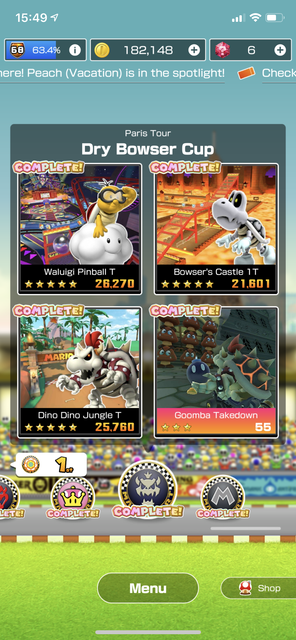 15:49
68 63.4% i 182,148 + 6 +
here! Peach (Vacation) is in the spotlight! Check
Paris Tour
Dry Bowser Cup
COMPLETE! COMPLETE!
Waluigi Pinball T Bowser's Castle 1T
26,270 21,601
COMPLETE! COMPLETE!
MARIO
Dino Dino Jungle T Goomba Takedown
25,760 55
1.
LETE! COMPLETE! COMPLETE! COMPLETE!
Menu Shop